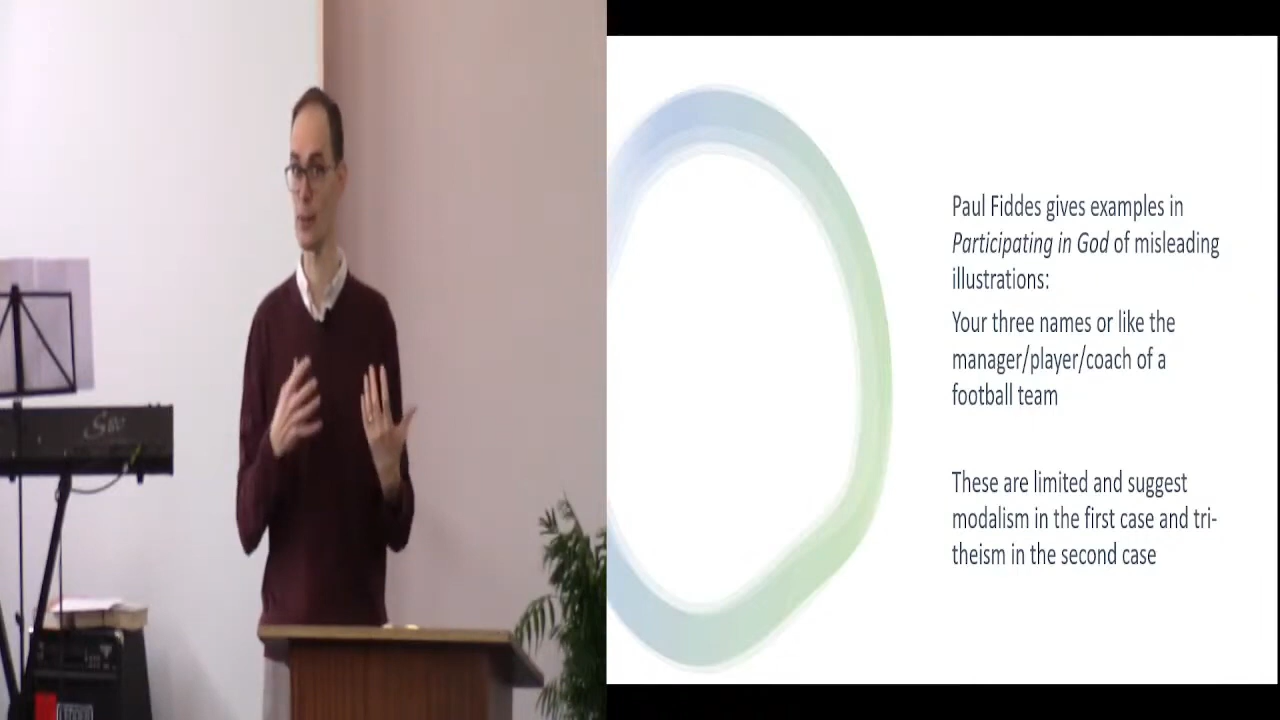 Paul Fiddes gives examples in
Participating in God of misleading
illustrations:
Your three names or like the
manager/player/coach of a
football team
These are limited and suggest
modalism in the first case and tri-
theism in the second case